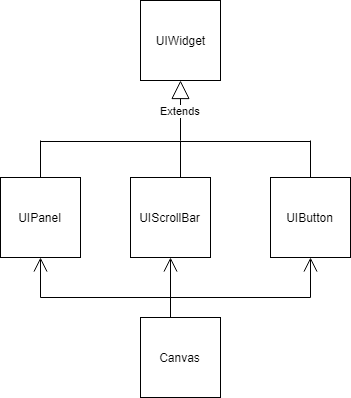 UIWidget
Extends
UIPanel
UIScrollBar
UIButton
Canvas